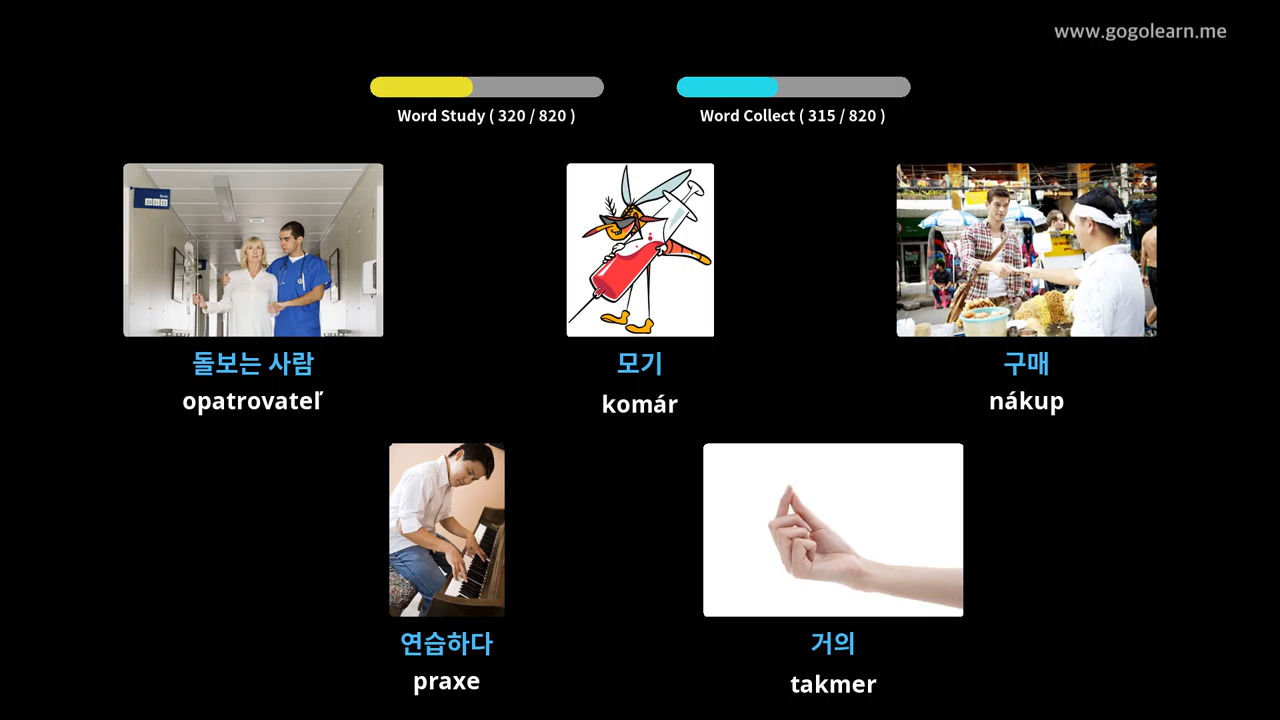 www.gogolearn.me
Word Study ( 320 / 820 )
Word Collect ( 315 / 820 )
돌보는 사람
opatrovateľ
모기
komár
구매
nákup
연습하다
praxe
거의
takmer